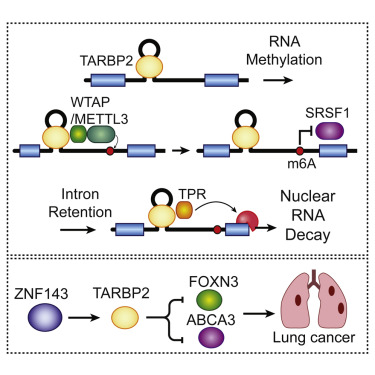 TARBP2
RNA
Methylation
WTAP
/METTL3
SRSF1
m6A
Intron
Retention
TPR
Nuclear
RNA
Decay
ZNF143
TARBP2
FOXN3
ABCA3
Lung cancer